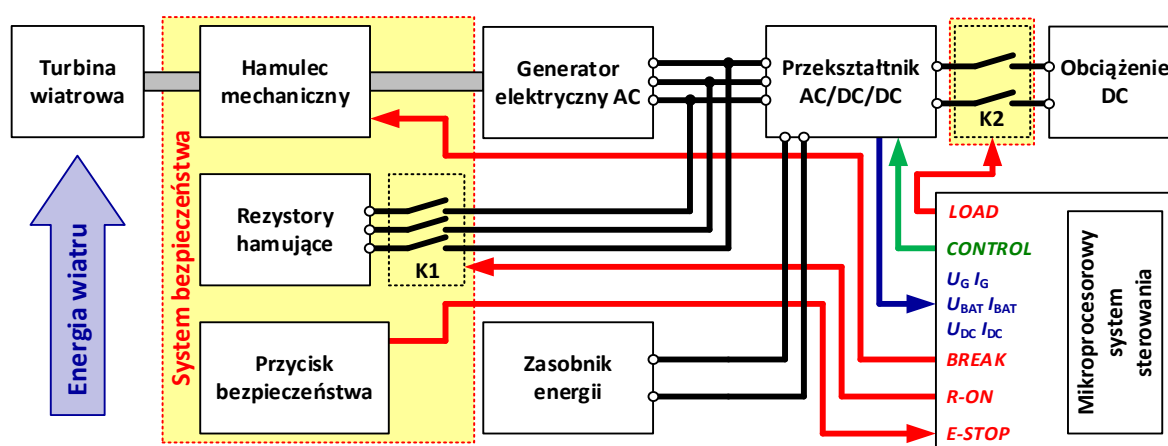 Turbina
wiatrowa
Hamulec
mechaniczny
Generator
elektryczny AC
Przekształtnik
AC/DC/DC
K2
Obciążenie
DC
Energia wiatru
System bezpieczeństwa
Rezystory
hamujące
K1
Przycisk
bezpieczeństwa
Zasobnik
energii
LOAD
CONTROL
UG IG
UBAT IBAT
UDC IDC
BREAK
R-ON
E-STOP
Mikroprocesorowy
system
sterowania